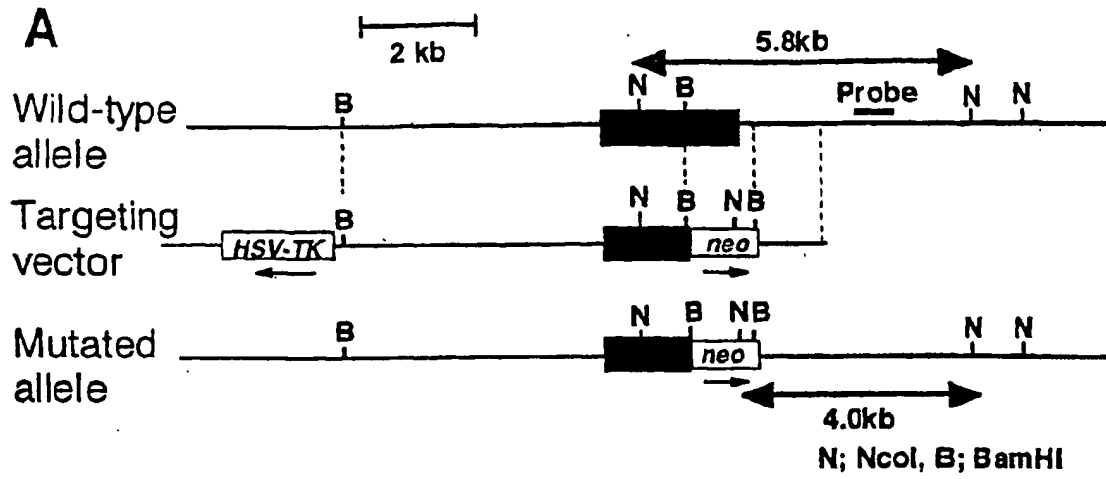 A
2 kb
5.8kb
N B Probe N N
Wild-type
allele
B
N B N B
Targeting
vector
B
HSV-TK
neo
N B N B N N
Mutated
allele
B
neo
4.0kb
N; NcoI, B; BamHI